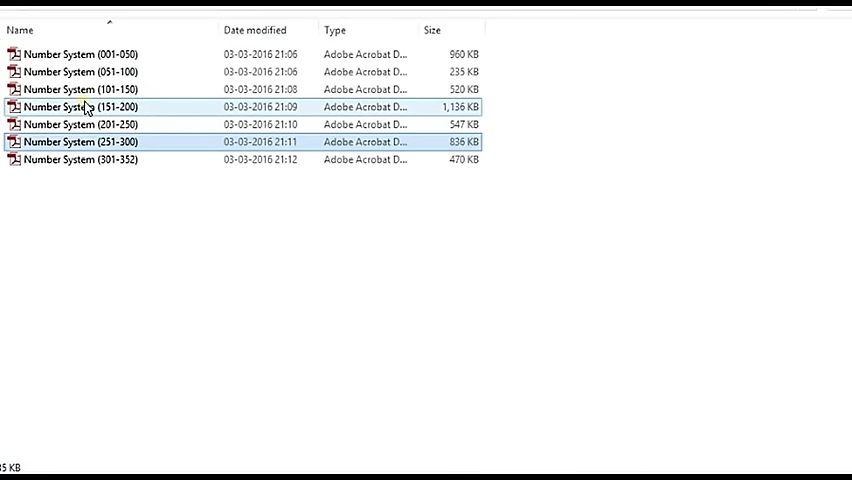 Name Date modified Type Size
Number System (001-050) 03-03-2016 21:06 Adobe Acrobat D... 960 KB
Number System (051-100) 03-03-2016 21:06 Adobe Acrobat D... 235 KB
Number System (101-150) 03-03-2016 21:08 Adobe Acrobat D... 520 KB
Number System (151-200) 03-03-2016 21:09 Adobe Acrobat D... 1,136 KB
Number System (201-250) 03-03-2016 21:10 Adobe Acrobat D... 547 KB
Number System (251-300) 03-03-2016 21:11 Adobe Acrobat D... 836 KB
Number System (301-352) 03-03-2016 21:12 Adobe Acrobat D... 470 KB
35 KB